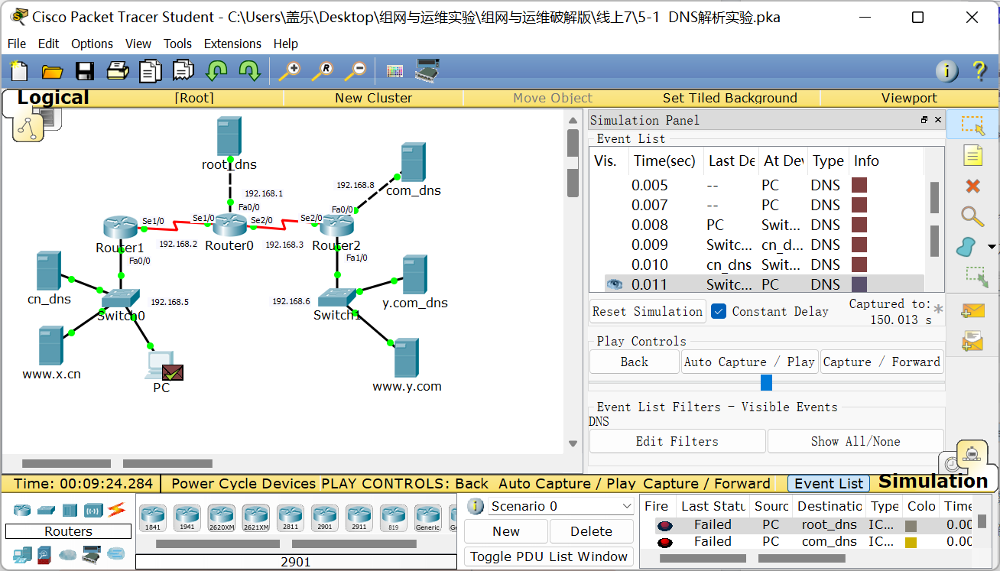 Cisco Packet Tracer Student - C:\Users\盖乐\Desktop\组网与运维实验\组网与运维破解版\线上7\5-1 DNS解析实验.pka
File Edit Options View Tools Extensions Help
Logical [Root] New Cluster Move Object Set Tiled Background Viewport
root_dns
192.168.1
Fa0/0
192.168.8
com_dns
Fa0/0
Se1/0
Se1/0
Se2/0
Se2/0
Router1
192.168.2
Router0
192.168.3
Router2
Fa0/0
Fa1/0
cn_dns
192.168.5
Switch0
192.168.6
Switch1
y.com_dns
www.x.cn
PC
www.y.com
Simulation Panel
Event List
Vis. Time(sec) Last De At Dev Type Info
0.005 -- PC DNS
0.007 -- PC DNS
0.008 PC Swit... DNS
0.009 Switc... cn_d... DNS
0.010 cn_dns Swit... DNS
0.011 Switc... PC DNS
Reset Simulation Constant Delay Captured to: *
150.013 s
Play Controls
Back Auto Capture / Play Capture / Forward
Event List Filters - Visible Events
DNS
Edit Filters Show All/None
Time: 00:09:24.284 Power Cycle Devices PLAY CONTROLS: Back Auto Capture / Play Capture / Forward Event List Simulation
Routers
1841 1941 2620XM 2621XM 2811 2901 2911 819 Generic Ge
2901
Scenario 0
New Delete
Toggle PDU List Window
Fire Last Statu Sourc Destinatio Type Colo Time
Failed PC root_dns IC... 0.00
Failed PC com_dns IC... 0.00